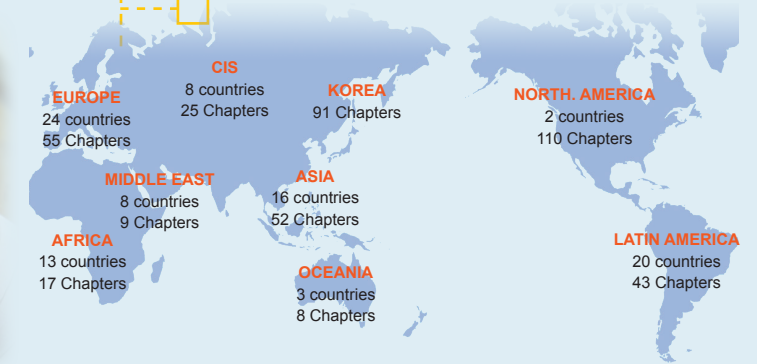 CIS
8 countries
25 Chapters
EUROPE
24 countries
55 Chapters
KOREA
91 Chapters
NORTH. AMERICA
2 countries
110 Chapters
MIDDLE EAST
8 countries
9 Chapters
ASIA
16 countries
52 Chapters
AFRICA
13 countries
17 Chapters
LATIN AMERICA
20 countries
43 Chapters
OCEANIA
3 countries
8 Chapters